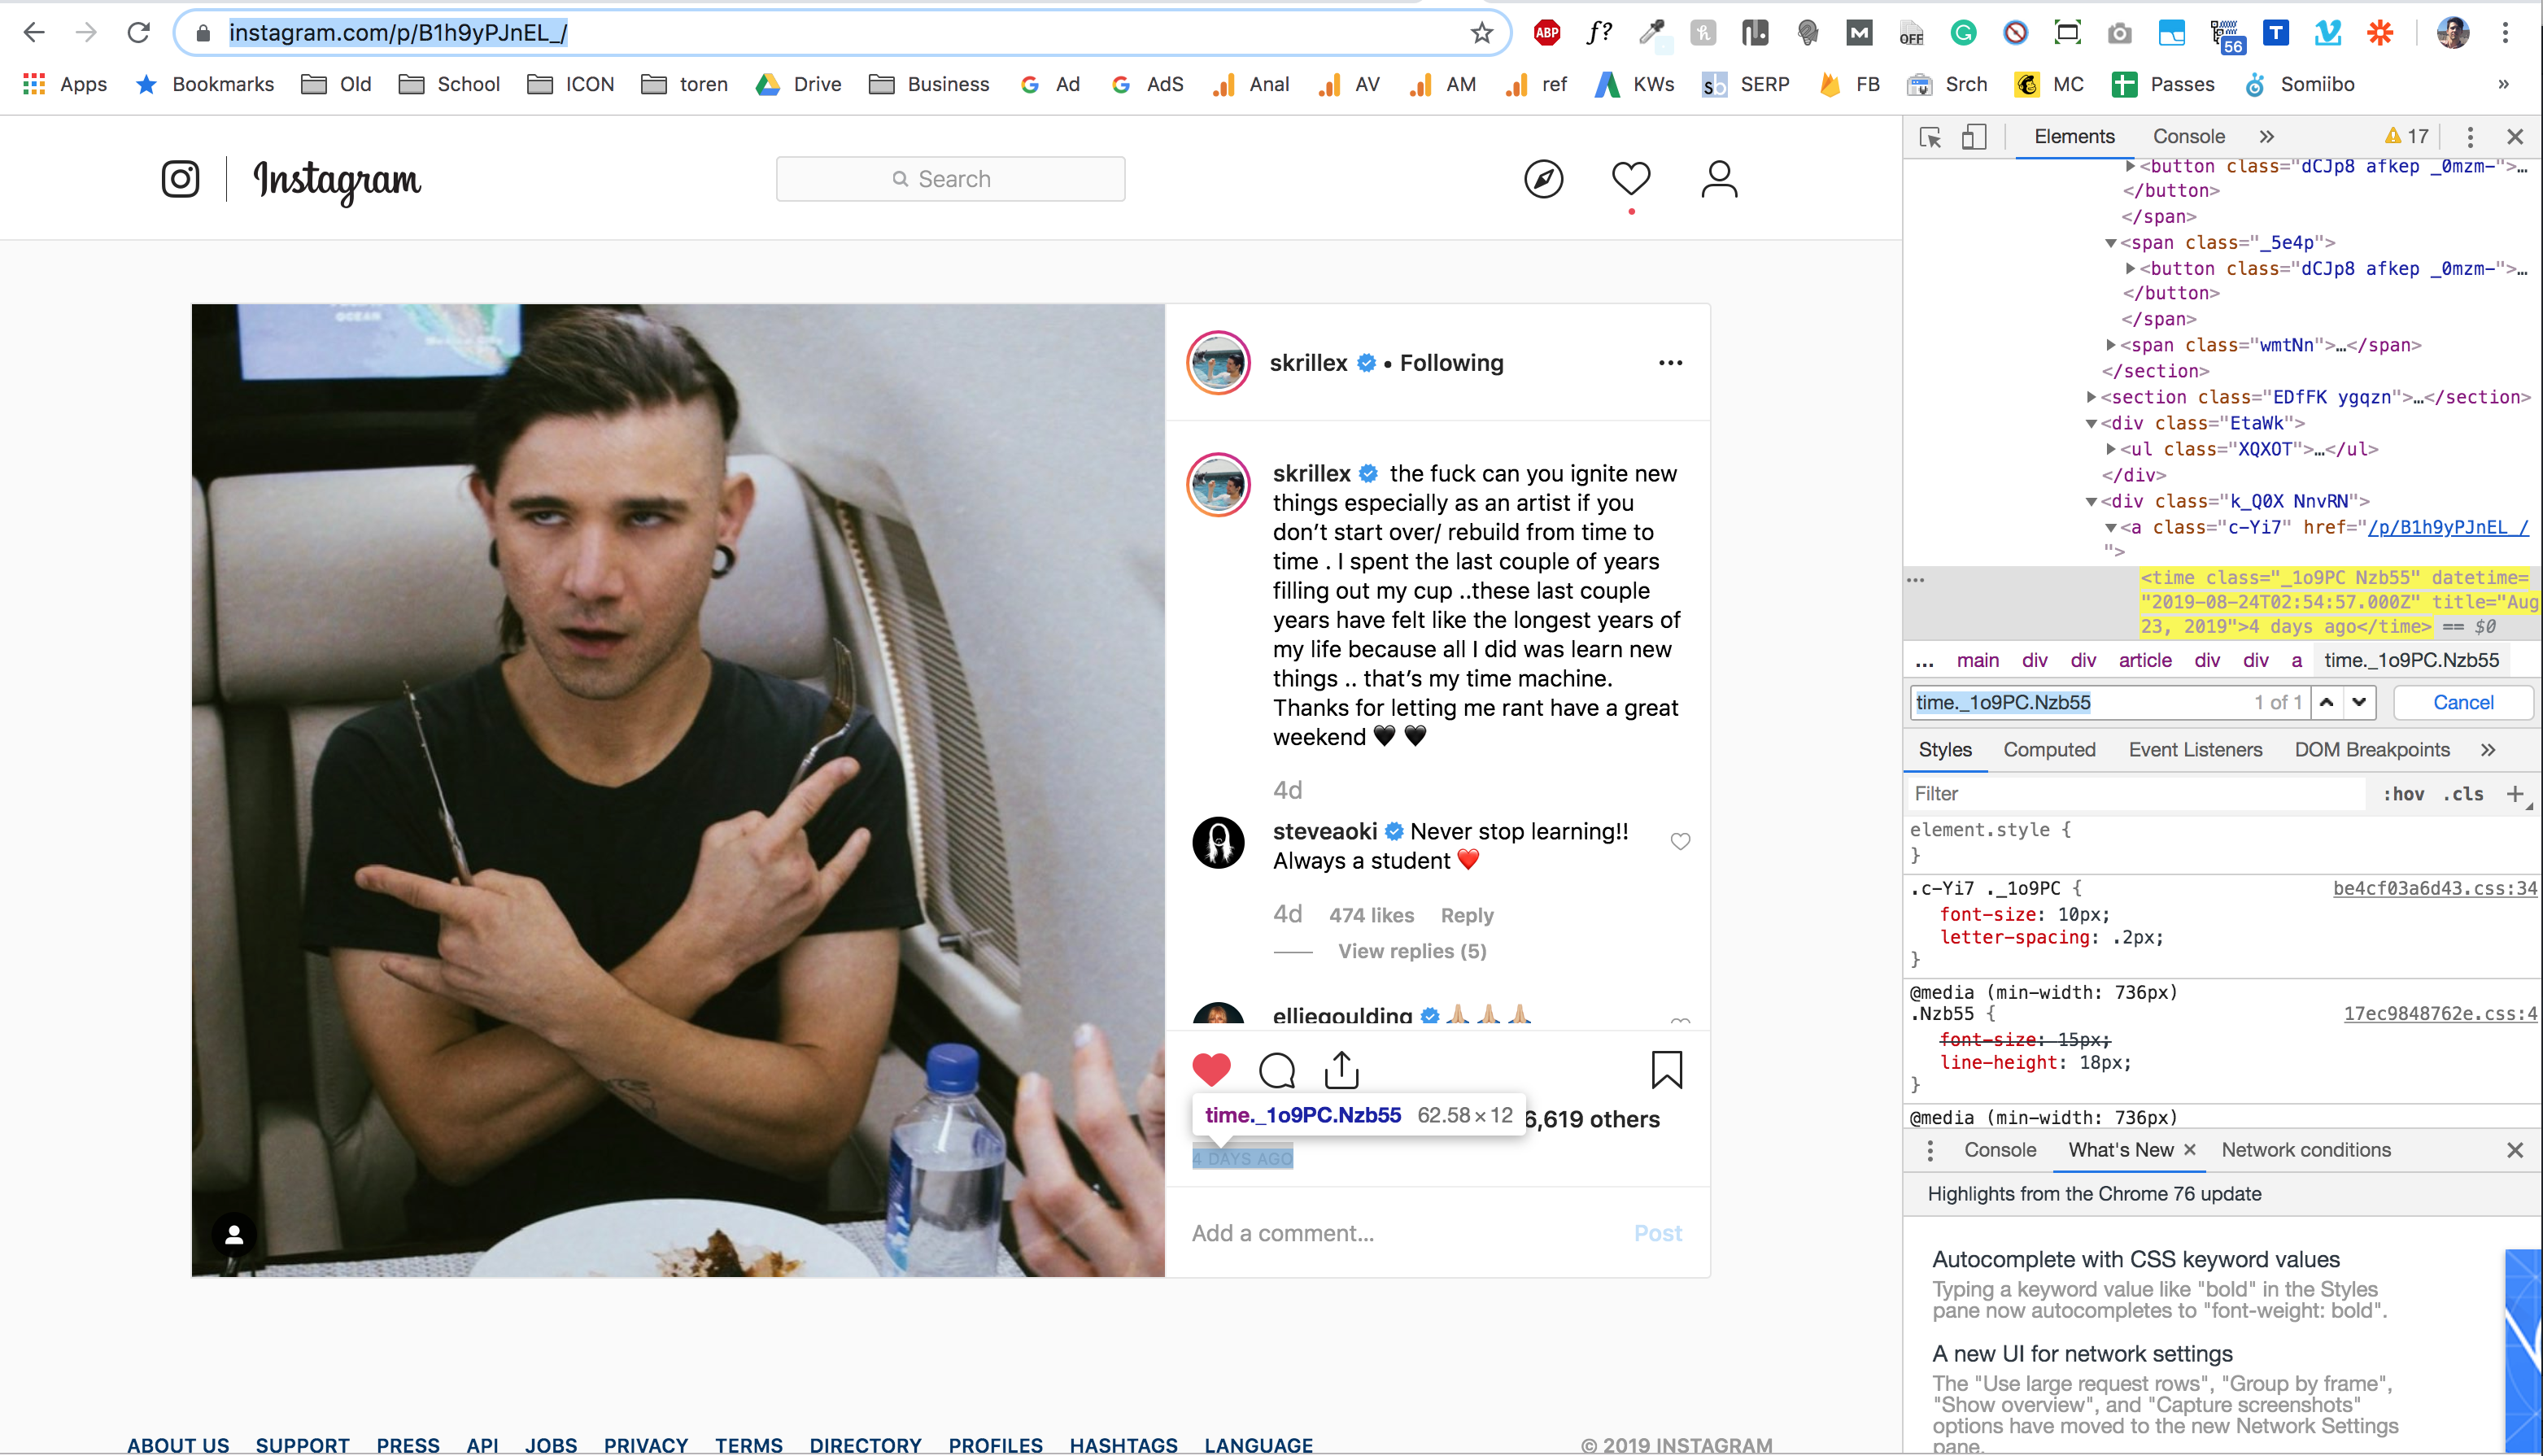 instagram.com/p/B1h9yPJnEL_/
ABP f? OFF 56
Apps Bookmarks Old School ICON toren Drive Business Ad AdS Anal AV AM ref KWs SERP FB Srch MC Passes Somiibo »
Instagram
Search
OCEAN
skrillex • Following
skrillex the fuck can you ignite new
things especially as an artist if you
don’t start over/ rebuild from time to
time . I spent the last couple of years
filling out my cup ..these last couple
years have felt like the longest years of
my life because all I did was learn new
things .. that’s my time machine.
Thanks for letting me rant have a great
weekend 🖤 🖤
4d
steveaoki Never stop learning!!
Always a student ❤️
4d 474 likes Reply
View replies (5)
elliegoulding 🙏🏼 🙏🏼 🙏🏼
time._1o9PC.Nzb55 62.58 × 12
6,619 others
4 DAYS AGO
Add a comment... Post
ABOUT US SUPPORT PRESS API JOBS PRIVACY TERMS DIRECTORY PROFILES HASHTAGS LANGUAGE
© 2019 INSTAGRAM
Elements Console » 17
<button class="dCJp8 afkep _0mzm-">…
</button>
</span>
<span class="_5e4p">
<button class="dCJp8 afkep _0mzm-">…
</button>
</span>
<span class="wmtNn">…</span>
</section>
<section class="EDfFK ygqzn">…</section>
<div class="EtaWk">
<ul class="XQXOT">…</ul>
</div>
<div class="k_Q0X NnvRN">
<a class="c-Yi7" href="/p/B1h9yPJnEL_/
">
<time class="_1o9PC Nzb55" datetime=
"2019-08-24T02:54:57.000Z" title="Aug
23, 2019">4 days ago</time> == $0
... main div div article div div a time._1o9PC.Nzb55
time._1o9PC.Nzb55 1 of 1 Cancel
Styles Computed Event Listeners DOM Breakpoints »
Filter :hov .cls +
element.style {
}
.c-Yi7 ._1o9PC { be4cf03a6d43.css:34
font-size: 10px;
letter-spacing: .2px;
}
@media (min-width: 736px)
.Nzb55 { 17ec9848762e.css:4
font-size: 15px;
line-height: 18px;
}
@media (min-width: 736px)
Console What's New × Network conditions
Highlights from the Chrome 76 update
Autocomplete with CSS keyword values
Typing a keyword value like "bold" in the Styles
pane now autocompletes to "font-weight: bold".
A new UI for network settings
The "Use large request rows", "Group by frame",
"Show overview", and "Capture screenshots"
options have moved to the new Network Settings
pane.